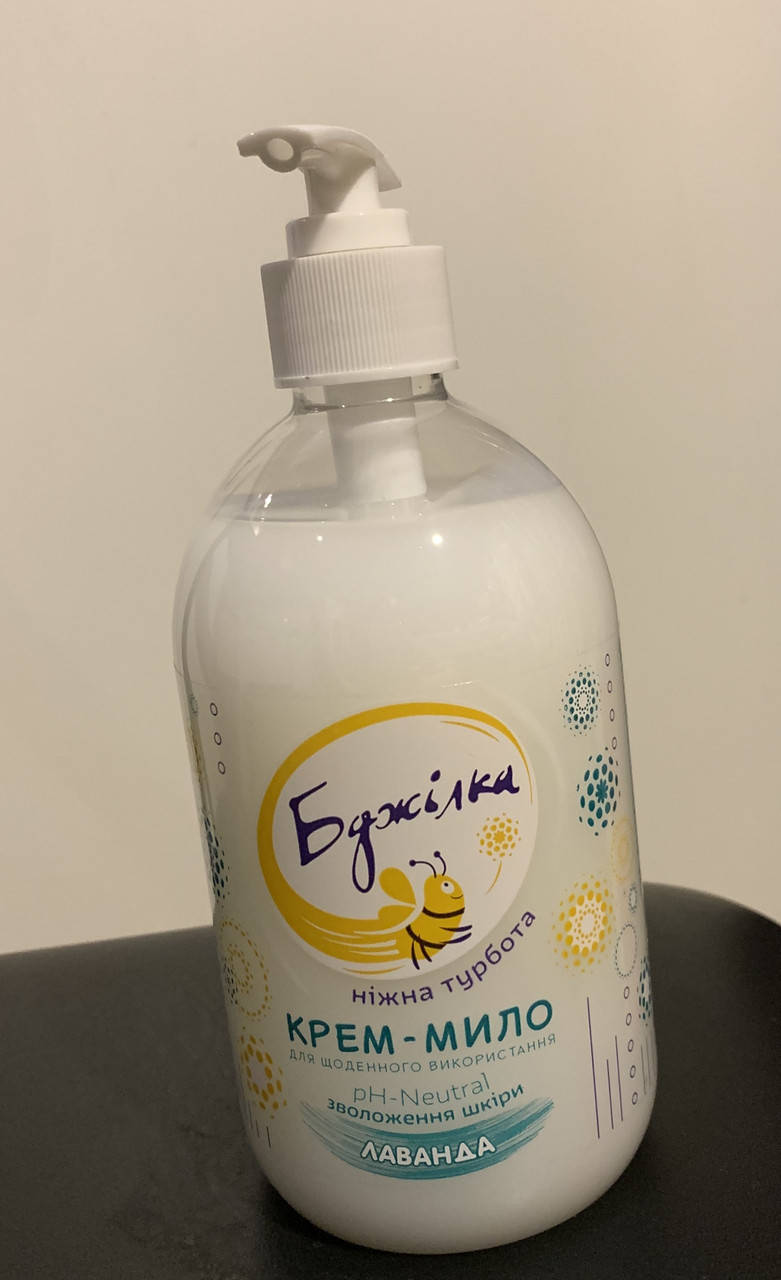 Бджілка
ніжна турбота
КРЕМ-МИЛО
ДЛЯ ЩОДЕННОГО ВИКОРИСТАННЯ
pH-Neutral
зволоження шкіри
ЛАВАНДА